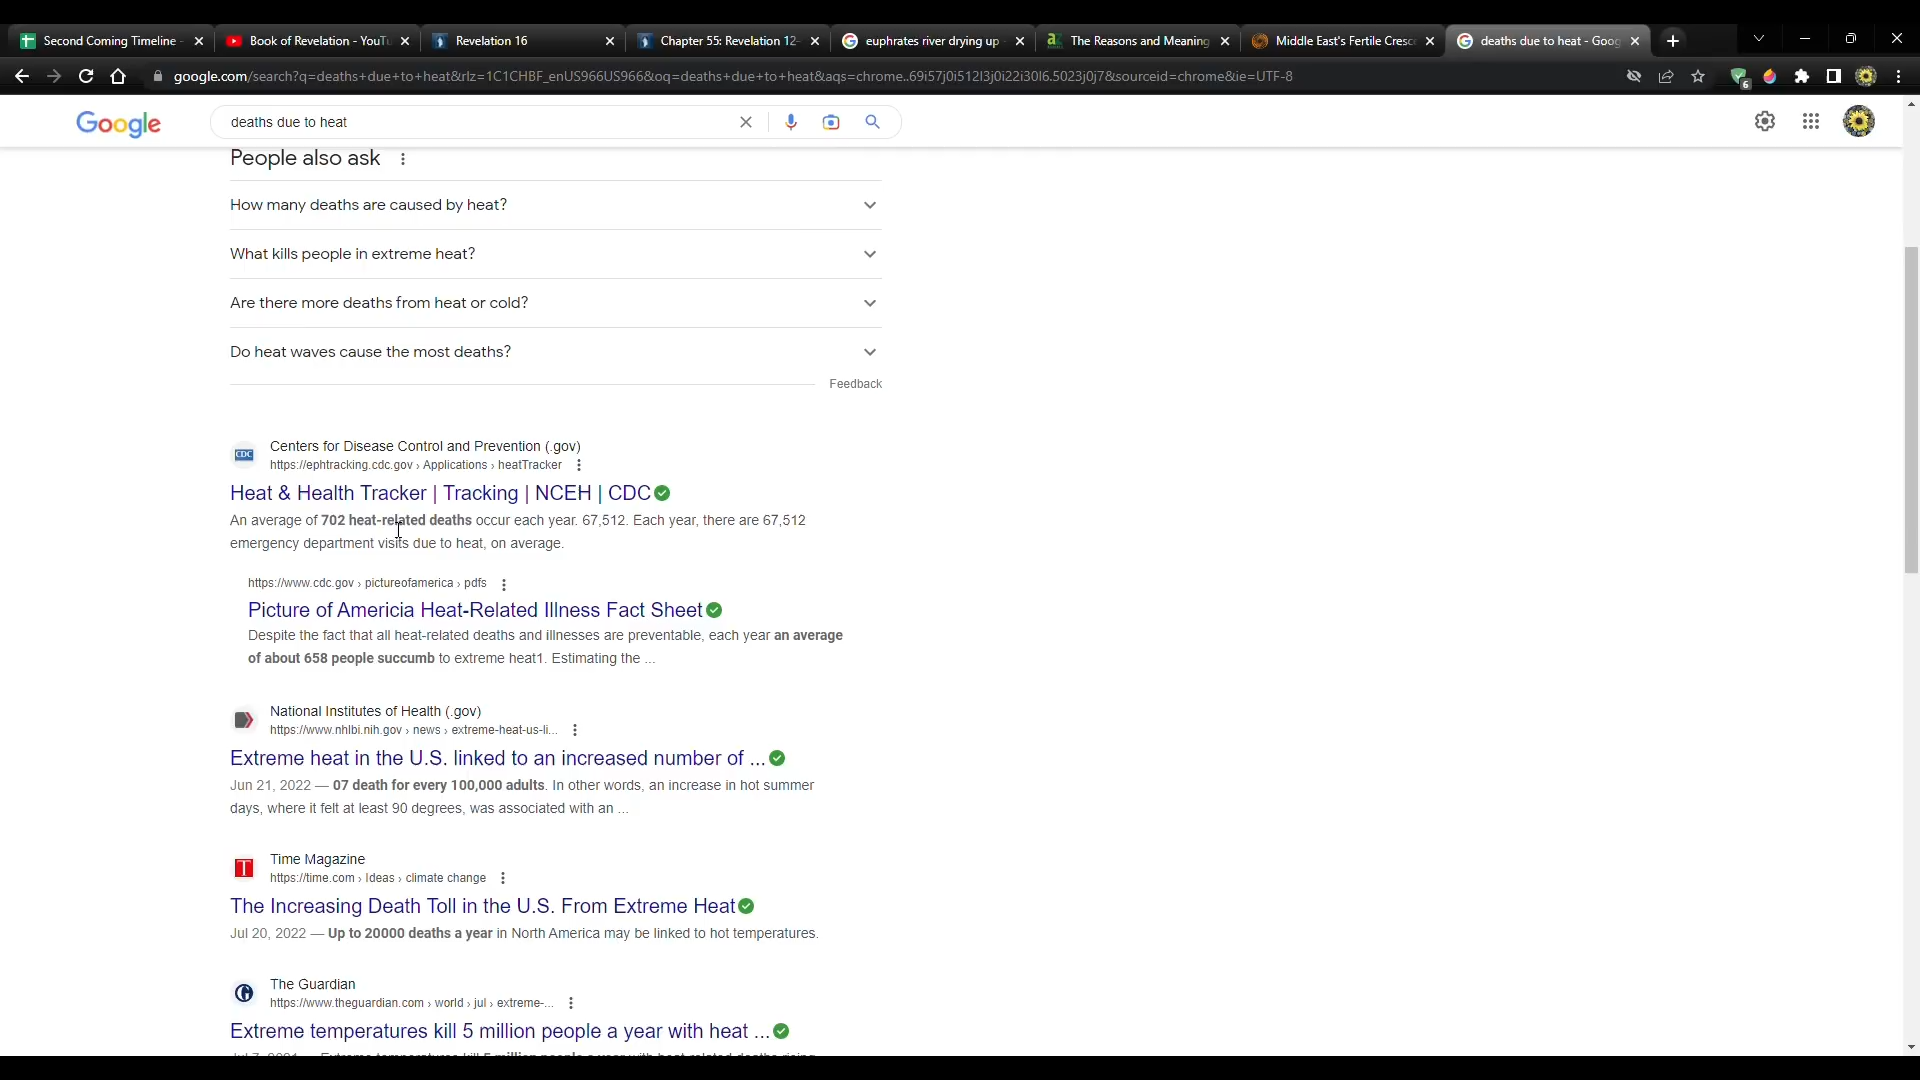 Second Coming Timeline -
Book of Revelation - YouTu
Revelation 16
Chapter 55: Revelation 12-
euphrates river drying up
The Reasons and Meaning
Middle East's Fertile Cresc
deaths due to heat - Goog
google.com/search?q=deaths+due+to+heat&rlz=1C1CHBF_enUS966US966&oq=deaths+due+to+heat&aqs=chrome..69i57j0i512l3j0i22i30l6.5023j0j7&sourceid=chrome&ie=UTF-8
6
Google
deaths due to heat
People also ask
How many deaths are caused by heat?
What kills people in extreme heat?
Are there more deaths from heat or cold?
Do heat waves cause the most deaths?
Feedback
CDC
Centers for Disease Control and Prevention (.gov)
https://ephtracking.cdc.gov › Applications › heatTracker
Heat & Health Tracker | Tracking | NCEH | CDC
An average of 702 heat-related deaths occur each year. 67,512. Each year, there are 67,512
emergency department visits due to heat, on average.
https://www.cdc.gov › pictureofamerica › pdfs
Picture of Americia Heat-Related Illness Fact Sheet
Despite the fact that all heat-related deaths and illnesses are preventable, each year an average
of about 658 people succumb to extreme heat1. Estimating the ...
National Institutes of Health (.gov)
https://www.nhlbi.nih.gov › news › extreme-heat-us-li...
Extreme heat in the U.S. linked to an increased number of ...
Jun 21, 2022 — 07 death for every 100,000 adults. In other words, an increase in hot summer
days, where it felt at least 90 degrees, was associated with an ...
T
Time Magazine
https://time.com › Ideas › climate change
The Increasing Death Toll in the U.S. From Extreme Heat
Jul 20, 2022 — Up to 20000 deaths a year in North America may be linked to hot temperatures.
The Guardian
https://www.theguardian.com › world › jul › extreme-...
Extreme temperatures kill 5 million people a year with heat ...